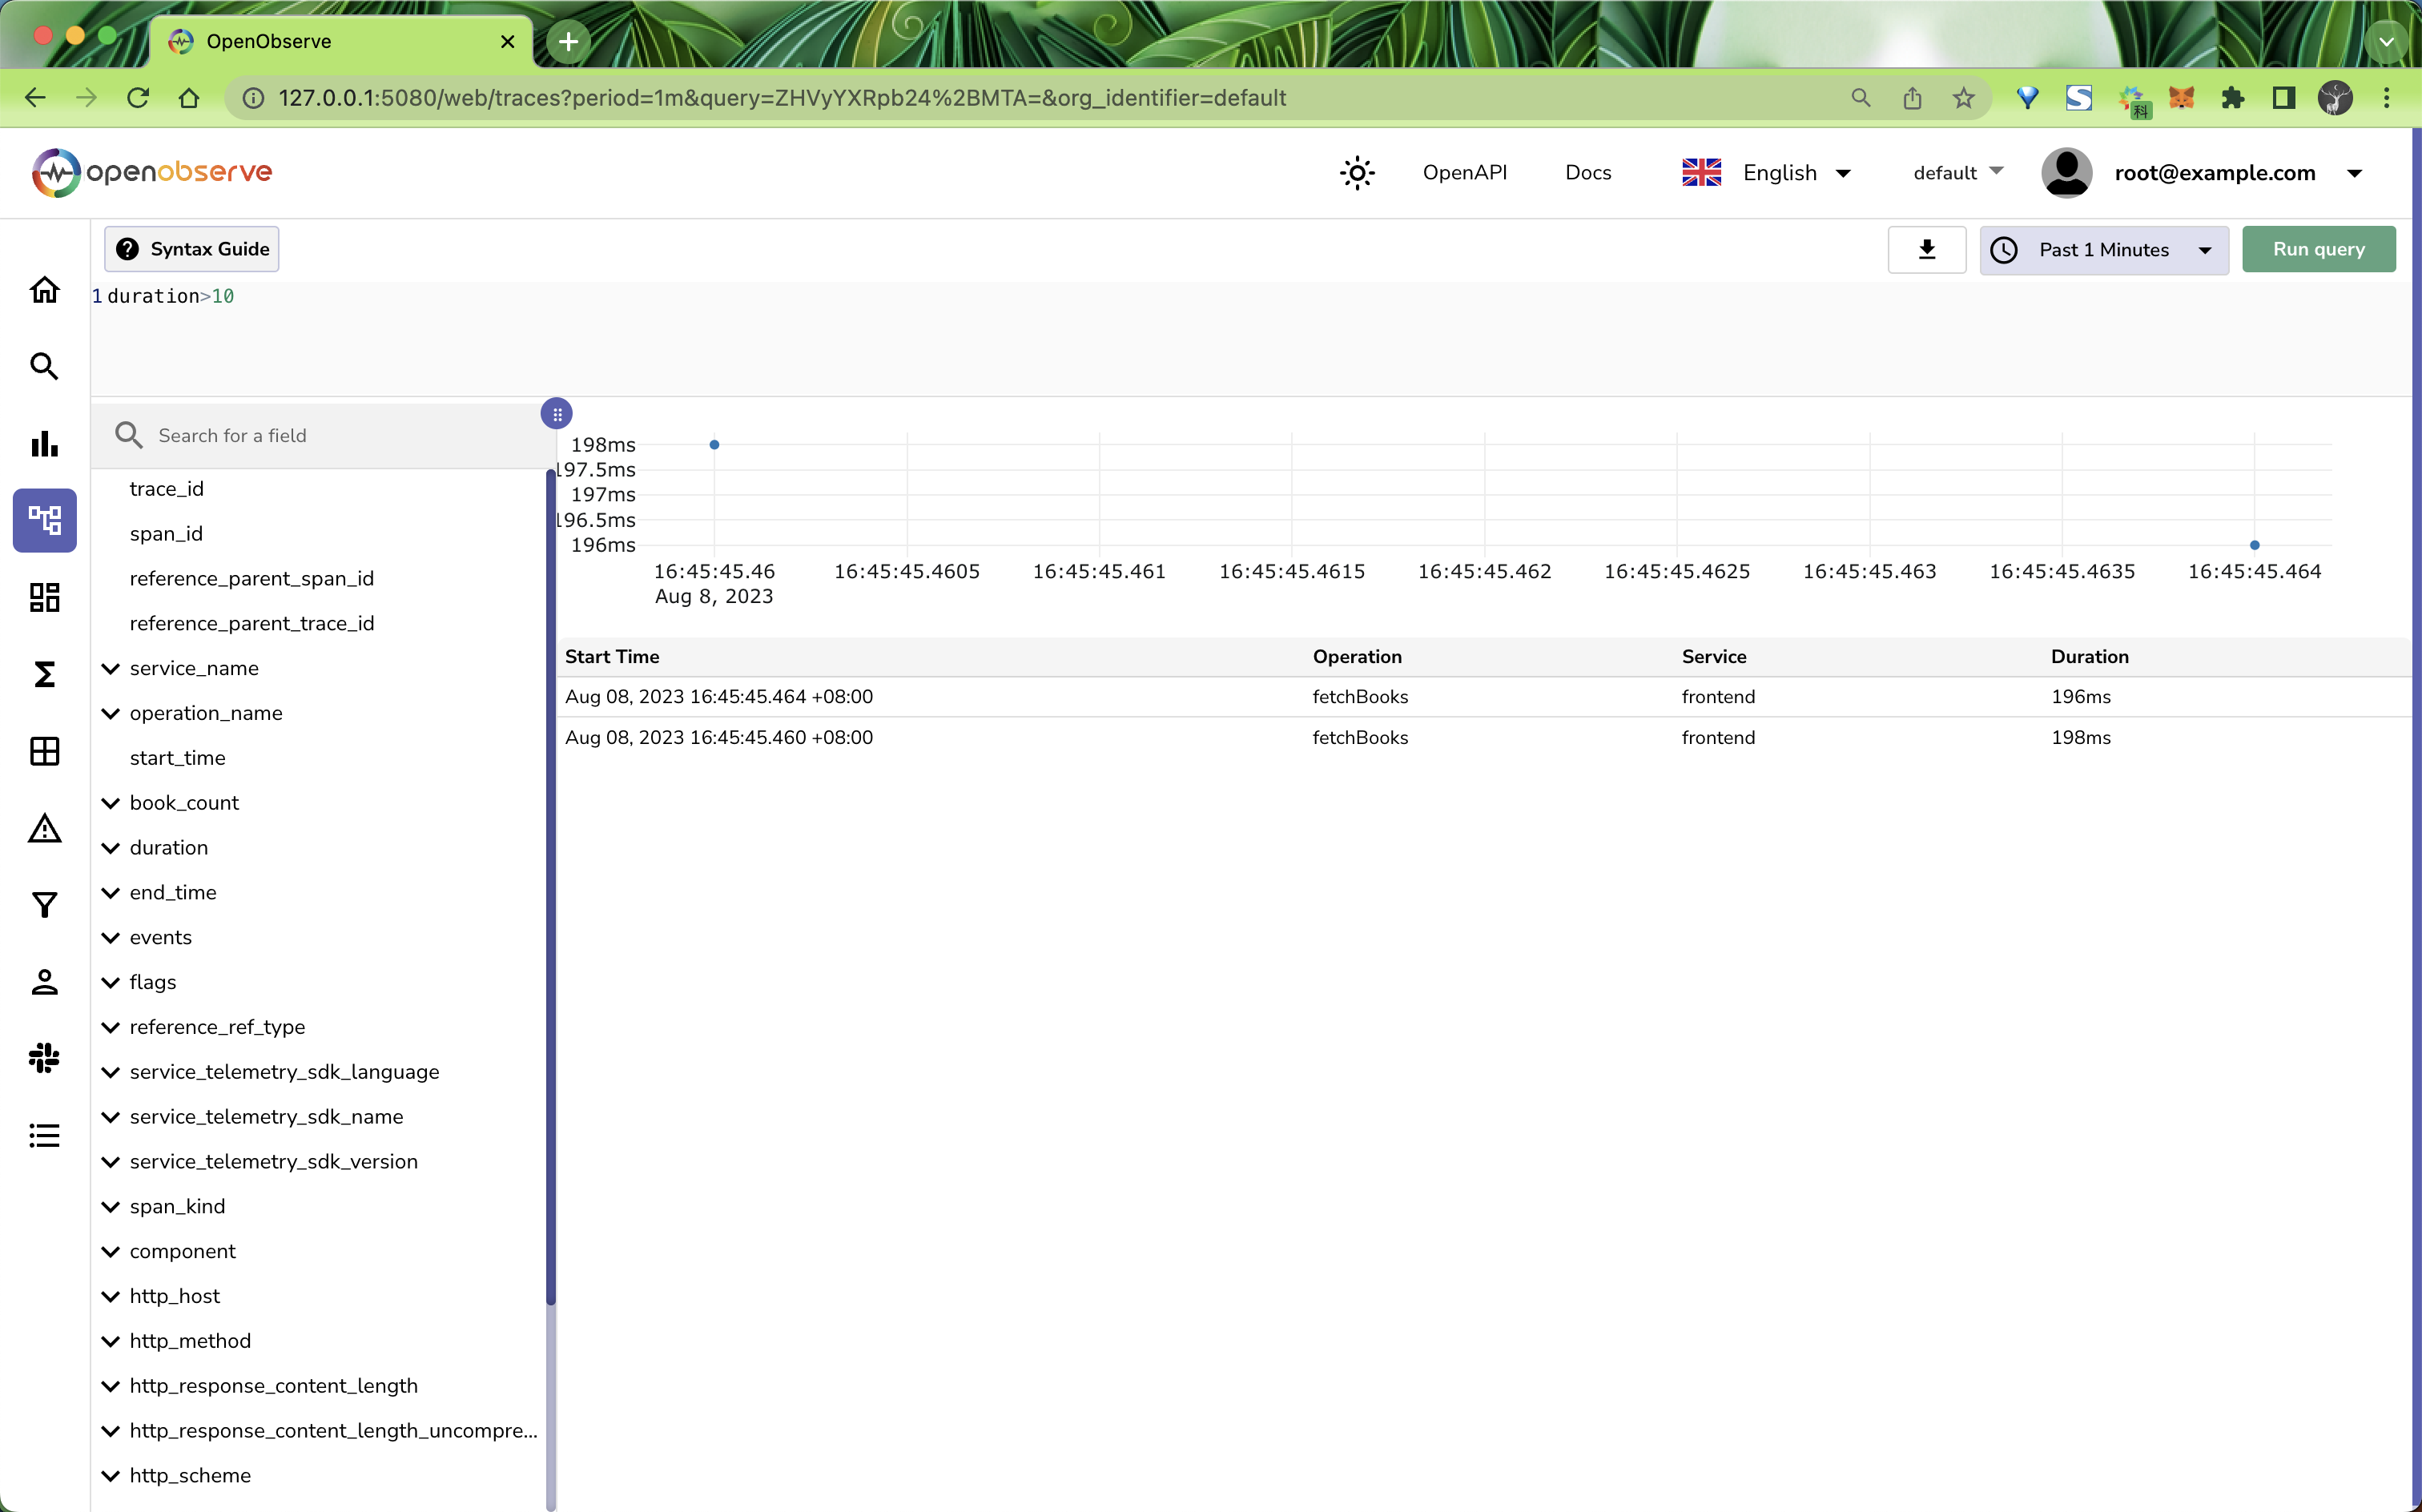 OpenObserve
127.0.0.1:5080/web/traces?period=1m&query=ZHVyYXRpb24%2BMTA=&org_identifier=default
科
openobserve
OpenAPI
Docs
English
default
root@example.com
Syntax Guide
Past 1 Minutes
Run query
1 duration>10
Search for a field
trace_id
span_id
reference_parent_span_id
reference_parent_trace_id
service_name
operation_name
start_time
book_count
duration
end_time
events
flags
reference_ref_type
service_telemetry_sdk_language
service_telemetry_sdk_name
service_telemetry_sdk_version
span_kind
component
http_host
http_method
http_response_content_length
http_response_content_length_uncompre...
http_scheme
198ms
197.5ms
197ms
196.5ms
196ms
16:45:45.46 16:45:45.4605 16:45:45.461 16:45:45.4615 16:45:45.462 16:45:45.4625 16:45:45.463 16:45:45.4635 16:45:45.464
Aug 8, 2023
Start Time Operation Service Duration
Aug 08, 2023 16:45:45.464 +08:00 fetchBooks frontend 196ms
Aug 08, 2023 16:45:45.460 +08:00 fetchBooks frontend 198ms